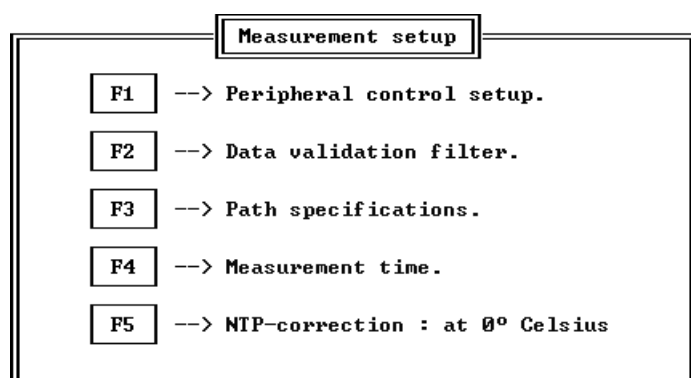 Measurement setup
F1 --> Peripheral control setup.
F2 --> Data validation filter.
F3 --> Path specifications.
F4 --> Measurement time.
F5 --> NTP-correction : at 0º Celsius